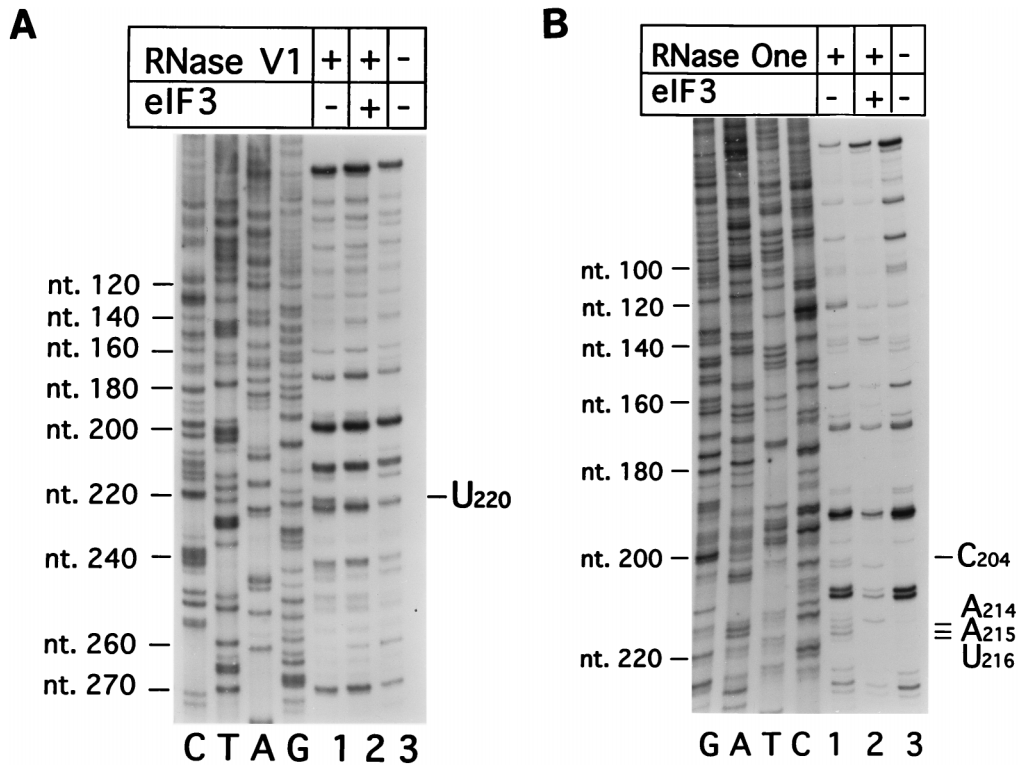 A
RNase V1 + + -
eIF3 - + -
nt. 120
nt. 140
nt. 160
nt. 180
nt. 200
nt. 220
nt. 240
nt. 260
nt. 270
U220
C T A G 1 2 3
B
RNase One + + -
eIF3 - + -
nt. 100
nt. 120
nt. 140
nt. 160
nt. 180
nt. 200
nt. 220
C204
A214
A215
U216
G A T C 1 2 3